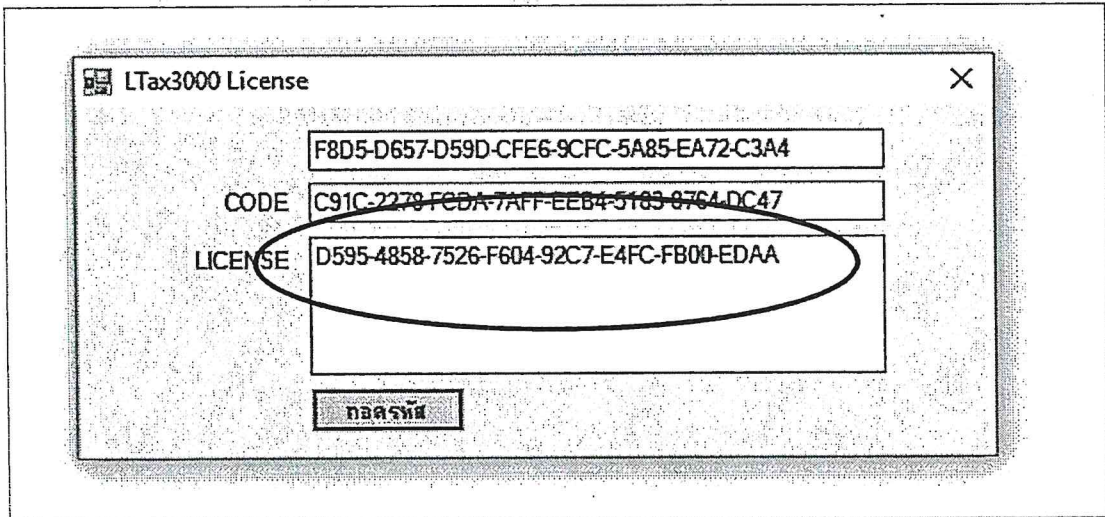 LTax3000 License
F8D5-D657-D59D-CFE6-9CFC-5A85-EA72-C3A4
CODE C91C-2278-FCDA-7AFF-EEB4-5183-8764-DC47
LICENSE D595-4858-7526-F604-92C7-E4FC-FB00-EDAA
ถอดรหัส